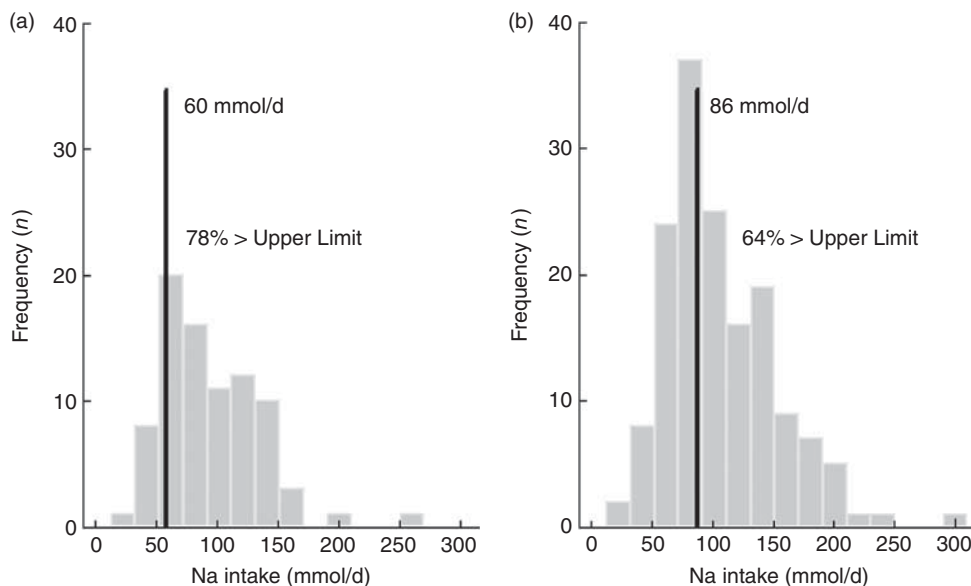 (a)
40
30
20
10
0
Frequency (n)
60 mmol/d
78% > Upper Limit
0 50 100 150 200 250 300
Na intake (mmol/d)
(b)
40
30
20
10
0
Frequency (n)
86 mmol/d
64% > Upper Limit
0 50 100 150 200 250 300
Na intake (mmol/d)